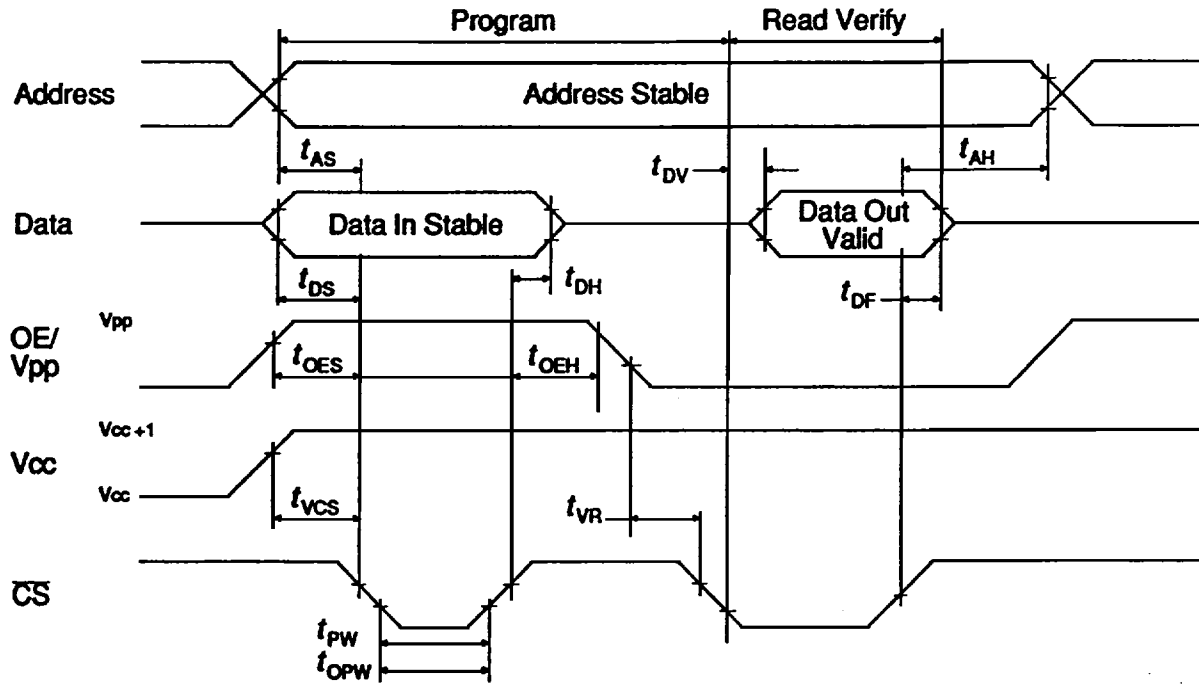 Program
Read Verify
Address
Address Stable
tAS
tDV
tAH
Data
Data In Stable
Data Out
Valid
tDS
tDH
tDF
OE/
Vpp
Vpp
tOES
tOEH
Vcc +1
Vcc
Vcc
tVCS
tVR
C̅S̅
tPW
tOPW